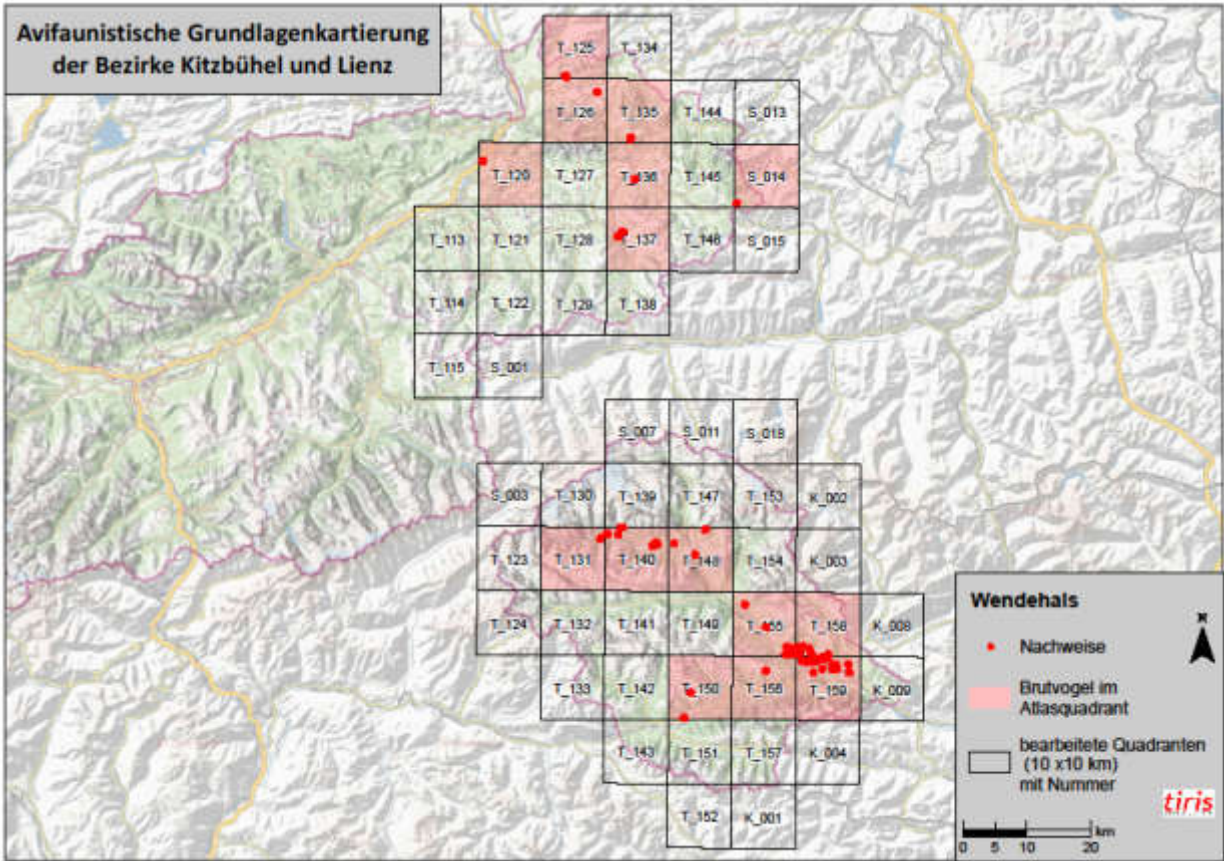 Avifaunistische Grundlagenkartierung
der Bezirke Kitzbühel und Lienz
T_125 T_134
T_126 T_135 T_144 S_013
T_120 T_127 T_136 T_145 S_014
T_113 T_121 T_128 T_137 T_146 S_015
T_114 T_122 T_129 T_138
T_115 S_001
S_007 S_011 S_018
S_003 T_130 T_139 T_147 T_153 K_002
T_123 T_131 T_140 T_148 T_154 K_003
T_124 T_132 T_141 T_149 T_155 T_158 K_008
T_133 T_142 T_150 T_156 T_159 K_009
T_143 T_151 T_157 K_004
T_152 K_001
Wendehals
Nachweise
Brutvogel im
Atlasquadrant
bearbeitete Quadranten
(10 x10 km)
mit Nummer
tiris
km
0 5 10 20